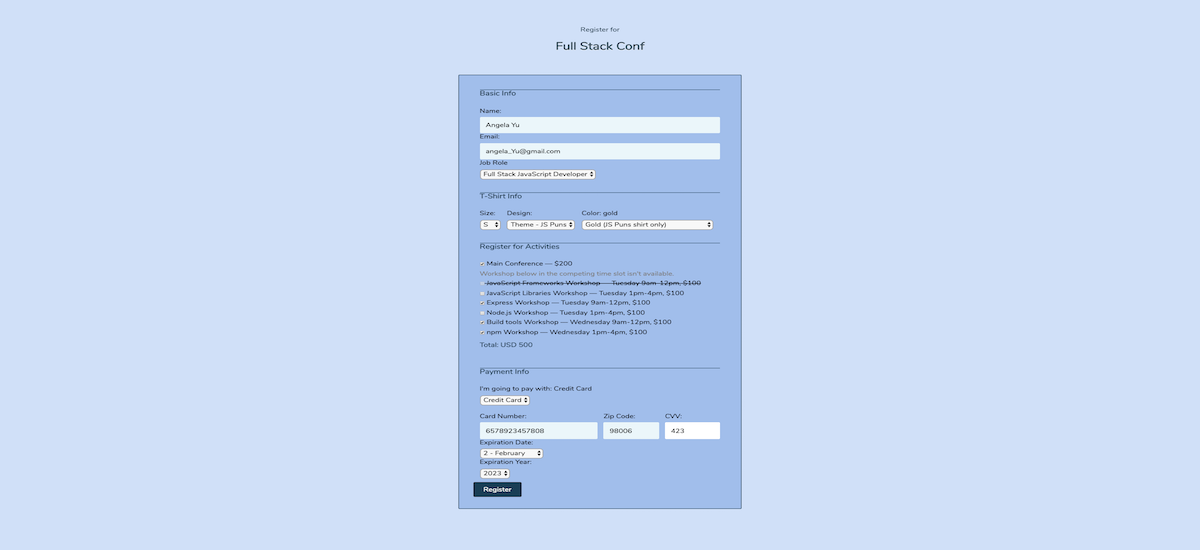 Register for
Full Stack Conf
Basic Info
Name:
Angela Yu
Email:
angela_Yu@gmail.com
Job Role
Full Stack JavaScript Developer
T-Shirt Info
Size: Design: Color: gold
S Theme - JS Puns Gold (JS Puns shirt only)
Register for Activities
Main Conference — $200
Workshop below in the competing time slot isn't available.
JavaScript Frameworks Workshop — Tuesday 9am-12pm, $100
JavaScript Libraries Workshop — Tuesday 1pm-4pm, $100
Express Workshop — Tuesday 9am-12pm, $100
Node.js Workshop — Tuesday 1pm-4pm, $100
Build tools Workshop — Wednesday 9am-12pm, $100
npm Workshop — Wednesday 1pm-4pm, $100
Total: USD 500
Payment Info
I'm going to pay with: Credit Card
Credit Card
Card Number: Zip Code: CVV:
6578923457808 98006 423
Expiration Date:
2 - February
Expiration Year:
2023
Register